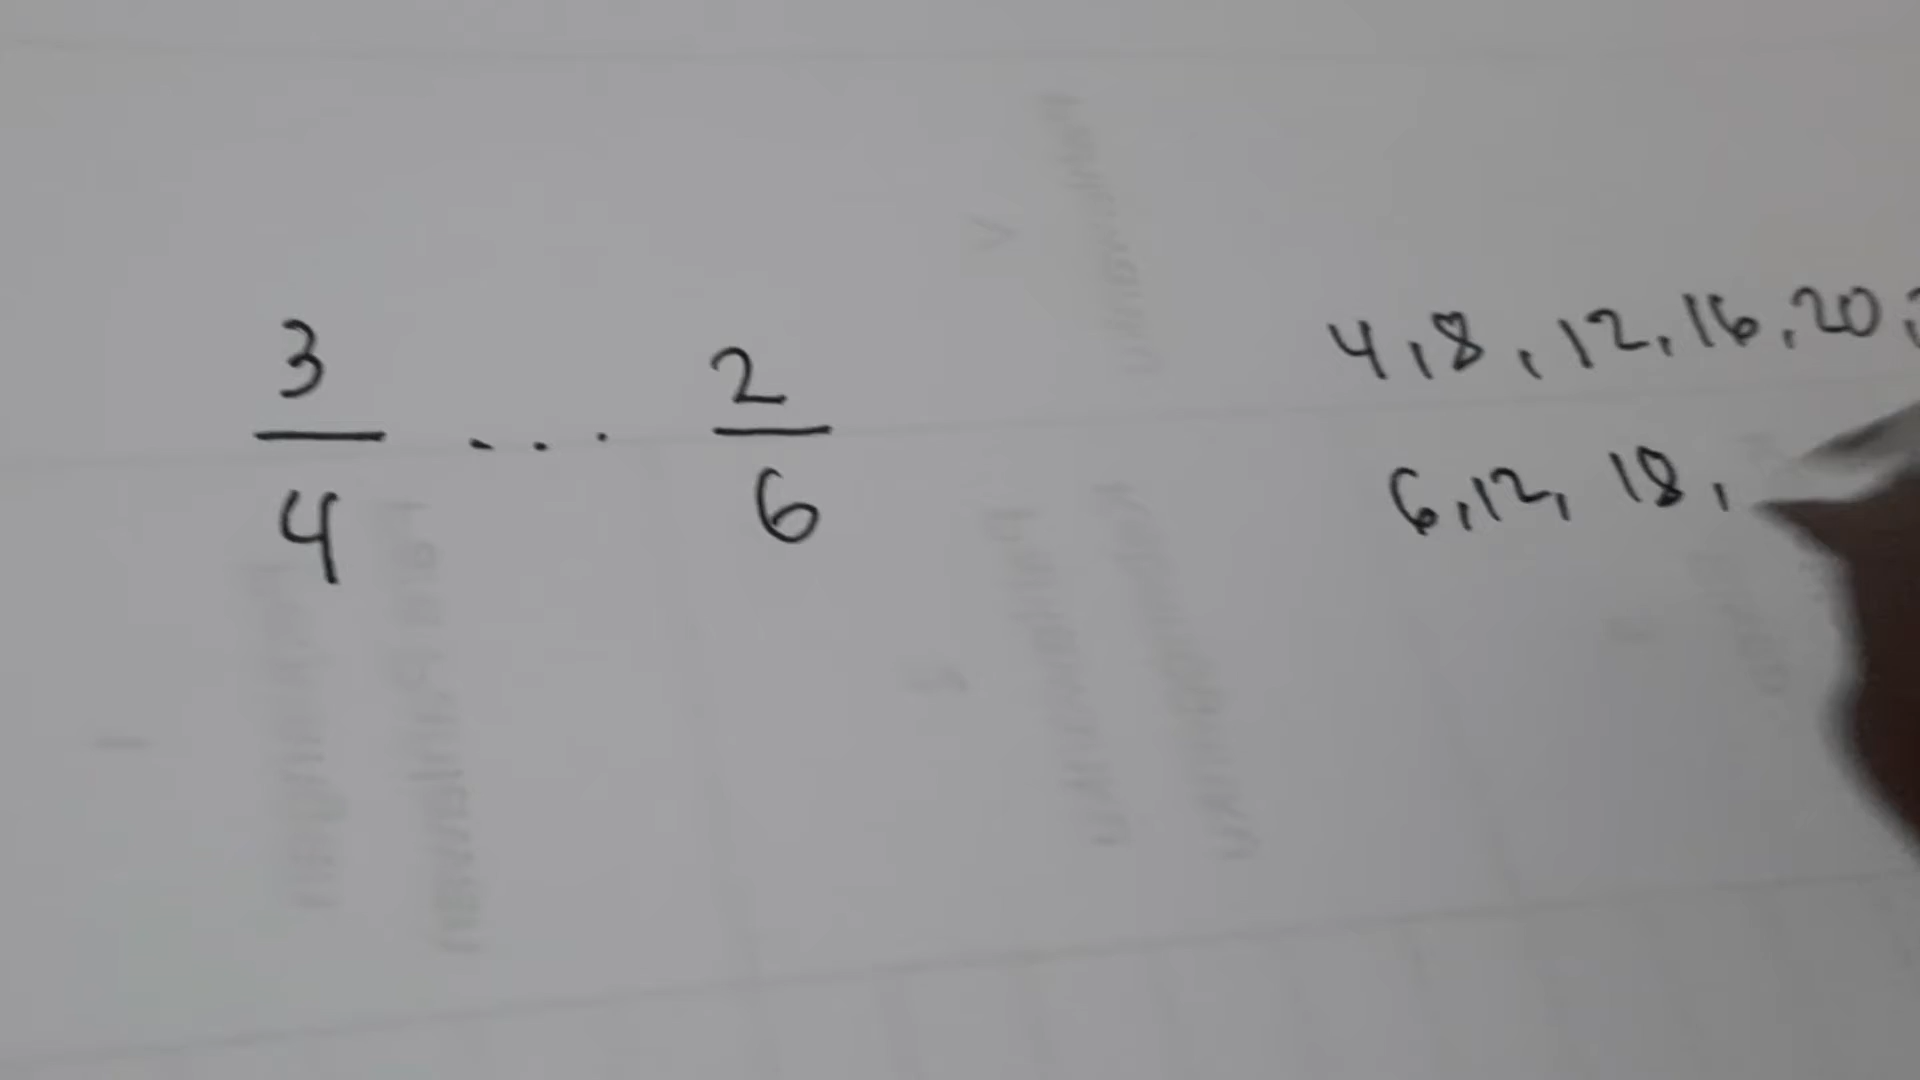 3/4 ... 2/6
4, 8, 12, 16, 20,
6, 12, 18,